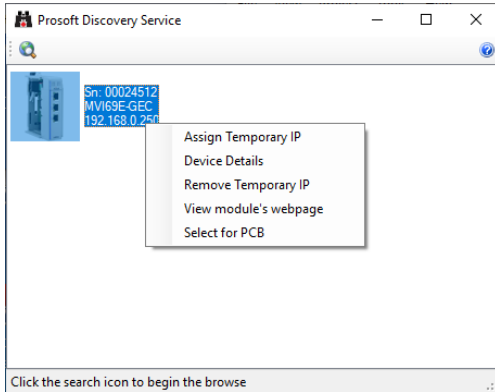 Prosoft Discovery Service
Sn: 00024512
MVI69E-GEC
192.168.0.250
Assign Temporary IP
Device Details
Remove Temporary IP
View module's webpage
Select for PCB
Click the search icon to begin the browse